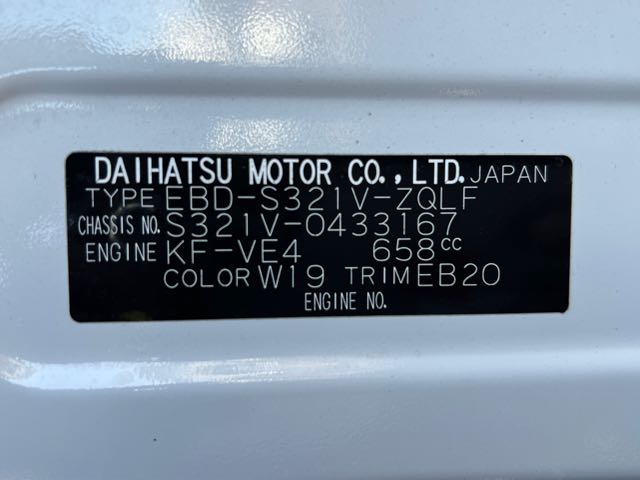 DAIHATSU MOTOR CO.,LTD. JAPAN
TYPE EBD-S321V-ZQLF
CHASSIS NO. S321V-0433167
ENGINE KF-VE4 658CC
COLOR W19 TRIM EB20
ENGINE NO.